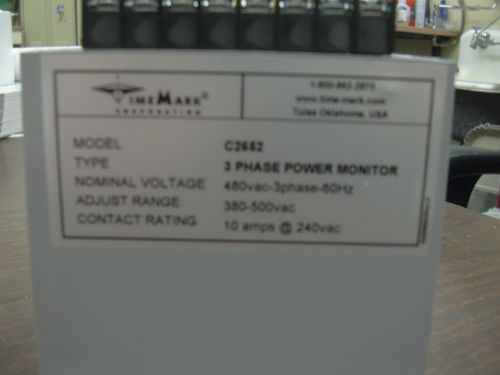 TIMEMARK®
CORPORATION
1-800-862-2875
www.time-mark.com
Tulsa Oklahoma, USA
MODEL C2652
TYPE 3 PHASE POWER MONITOR
NOMINAL VOLTAGE 480vac-3phase-60Hz
ADJUST RANGE 380-500vac
CONTACT RATING 10 amps @ 240vac